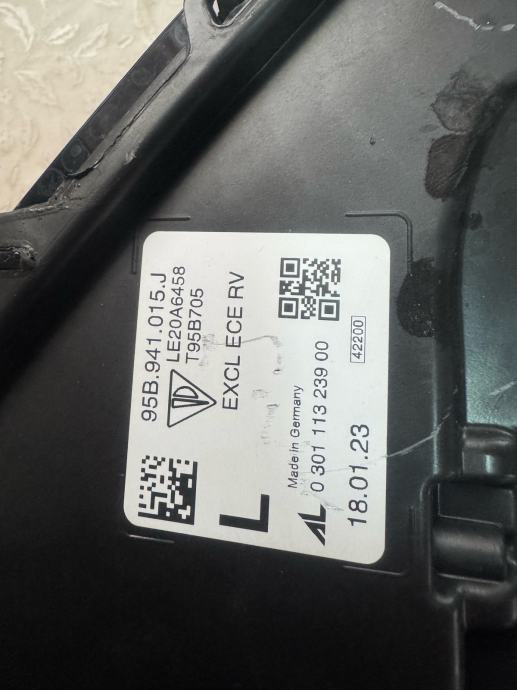 95B.941.015.J
LE20A6458
T95B705
EXCL ECE RV
L
Made in Germany
AL 0 301 113 239 00
42200
18.01.23